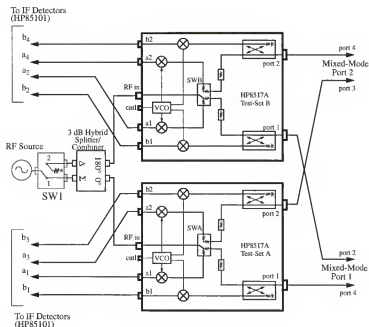 To IF Detectors
(HP85101)
b4
a4
a2
b2
b2
a2
RF in
cntl
VCO
a1
b1
SWB
port 2
HP8517A
Test-Set B
port 1
port 4
Mixed-Mode
Port 2
port 3
3 dB Hybrid
Splitter/
Combiner
RF Source
2
1
SW1
Δ
Σ
180°
0°
b3
a3
a1
b1
b2
a2
RF in
cntl
VCO
a1
b1
SWA
port 2
HP8517A
Test-Set A
port 1
port 2
Mixed-Mode
Port 1
port 4
To IF Detectors
(HP85101)